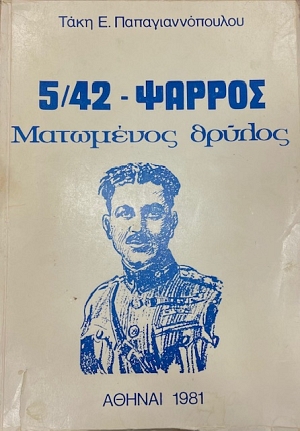 Τάκη Ε. Παπαγιαννόπουλου
5/42 - ΨΑΡΡΟΣ
Ματωμένος θρύλος
ΑΘΗΝΑΙ 1981